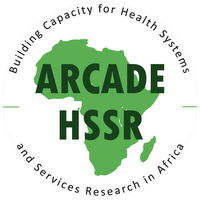 Building Capacity for Health Systems
ARCADE
HSSR
and Services Research in Africa